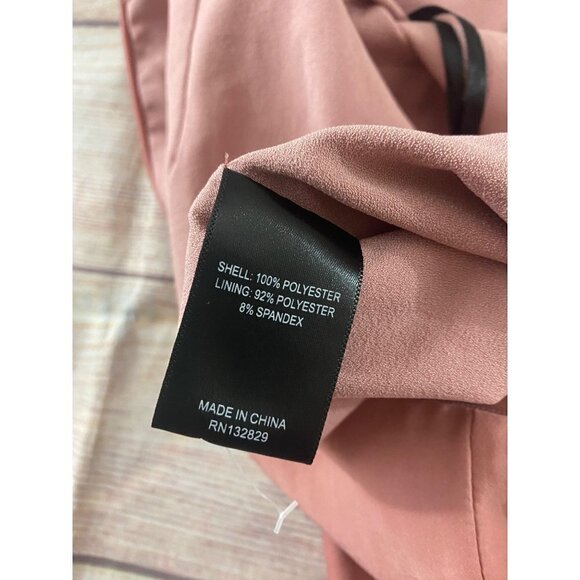 SHELL: 100% POLYESTER
LINING: 92% POLYESTER
8% SPANDEX
MADE IN CHINA
RN132829